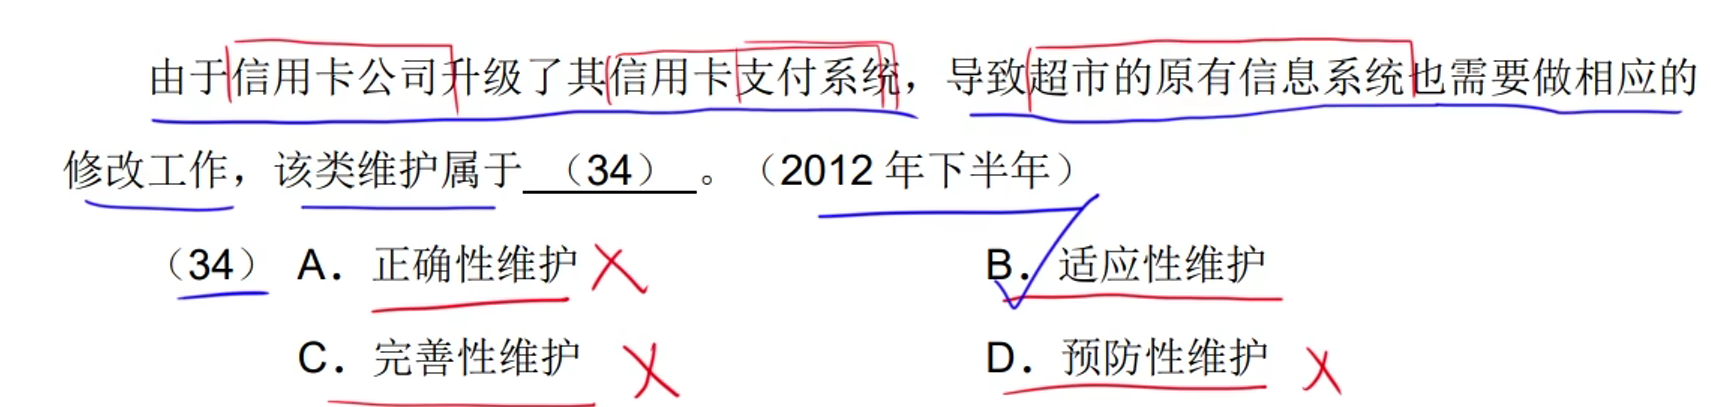 由于信用卡公司升级了其信用卡支付系统，导致超市的原有信息系统也需要做相应的
修改工作，该类维护属于 （34） 。（2012 年下半年）
（34） A．正确性维护 B．适应性维护
C．完善性维护 D．预防性维护